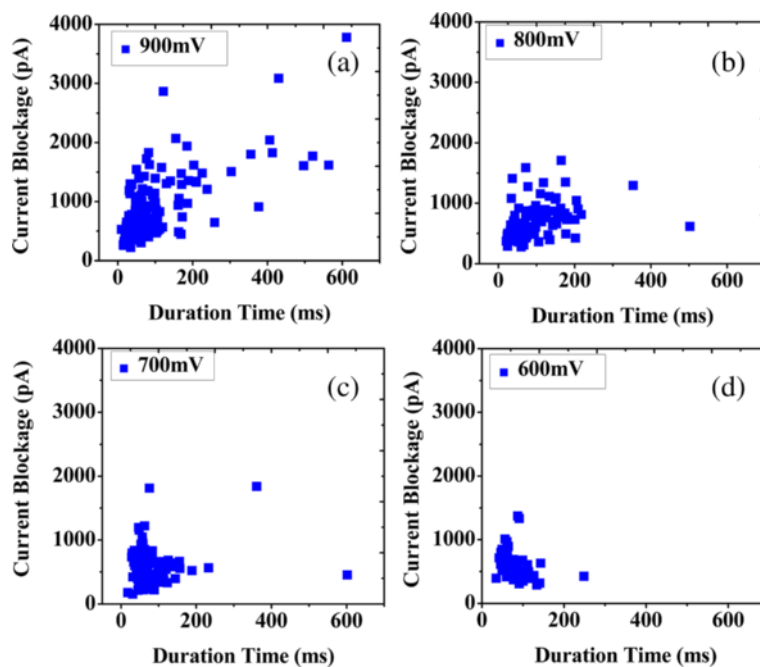 900mV
(a)
Current Blockage (pA)
4000
3000
2000
1000
0
0 200 400 600
Duration Time (ms)
800mV
(b)
Current Blockage (pA)
4000
3000
2000
1000
0
0 200 400 600
Duration Time (ms)
700mV
(c)
Current Blockage (pA)
4000
3000
2000
1000
0
0 200 400 600
Duration Time (ms)
600mV
(d)
Current Blockage (pA)
4000
3000
2000
1000
0
0 200 400 600
Duration Time (ms)